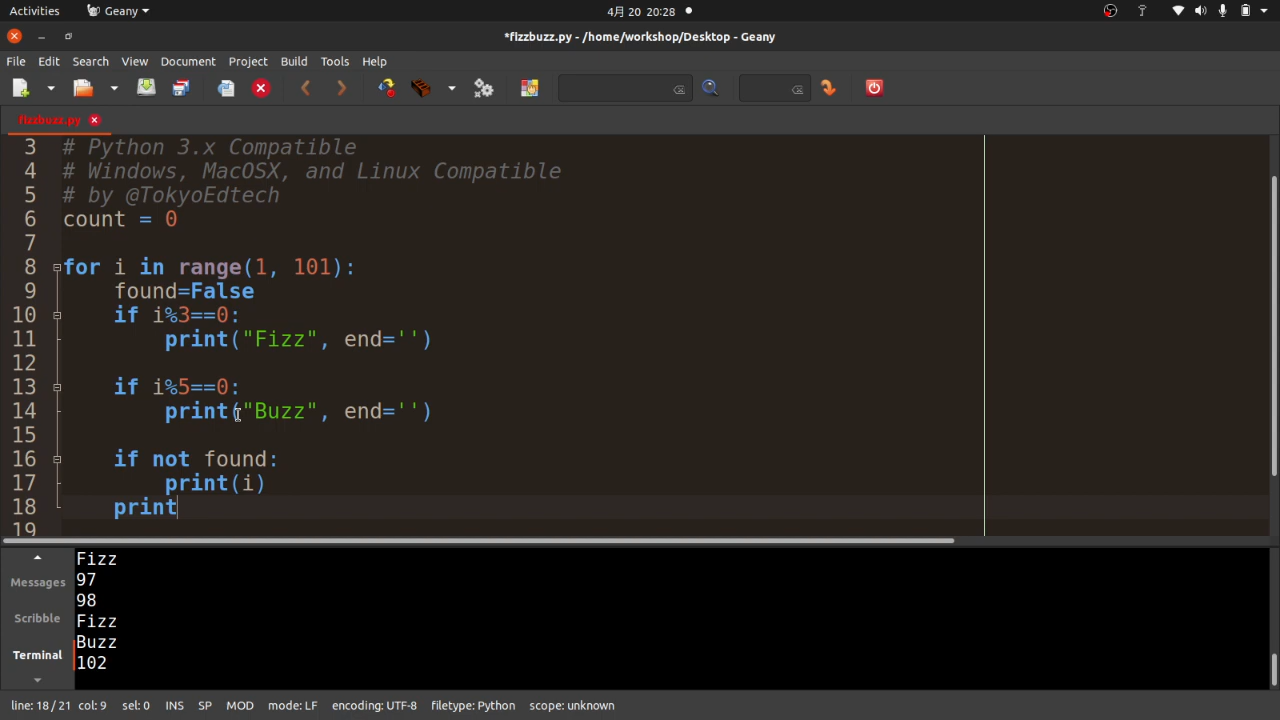 Activities Geany 4月 20 20:28
*fizzbuzz.py - /home/workshop/Desktop - Geany
File Edit Search View Document Project Build Tools Help
fizzbuzz.py
3 # Python 3.x Compatible
4 # Windows, MacOSX, and Linux Compatible
5 # by @TokyoEdtech
6 count = 0
7
8 for i in range(1, 101):
9 found=False
10 if i%3==0:
11 print("Fizz", end='')
12
13 if i%5==0:
14 print("Buzz", end='')
15
16 if not found:
17 print(i)
18 print
19
Messages
Scribble
Terminal
Fizz
97
98
Fizz
Buzz
102
line: 18 / 21 col: 9 sel: 0 INS SP MOD mode: LF encoding: UTF-8 filetype: Python scope: unknown